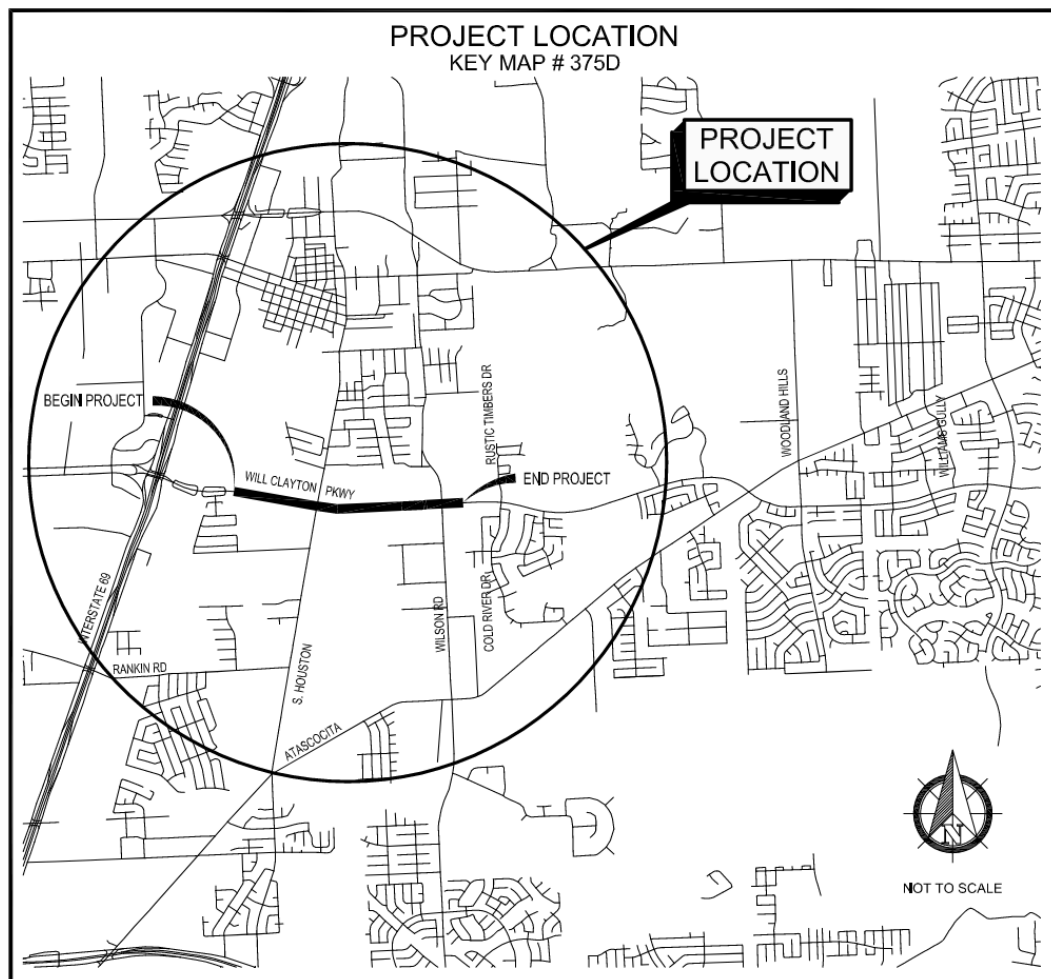 PROJECT LOCATION
KEY MAP # 375D
PROJECT
LOCATION
BEGIN PROJECT
RUSTIC TIMBERS DR
WOODLAND HILLS
WILLIAMS GULLY
WILL CLAYTON PKWY
END PROJECT
INTERSTATE 69
WILSON RD
COLD RIVER DR
RANKIN RD
S. HOUSTON
ATASCOCITA
N
NOT TO SCALE